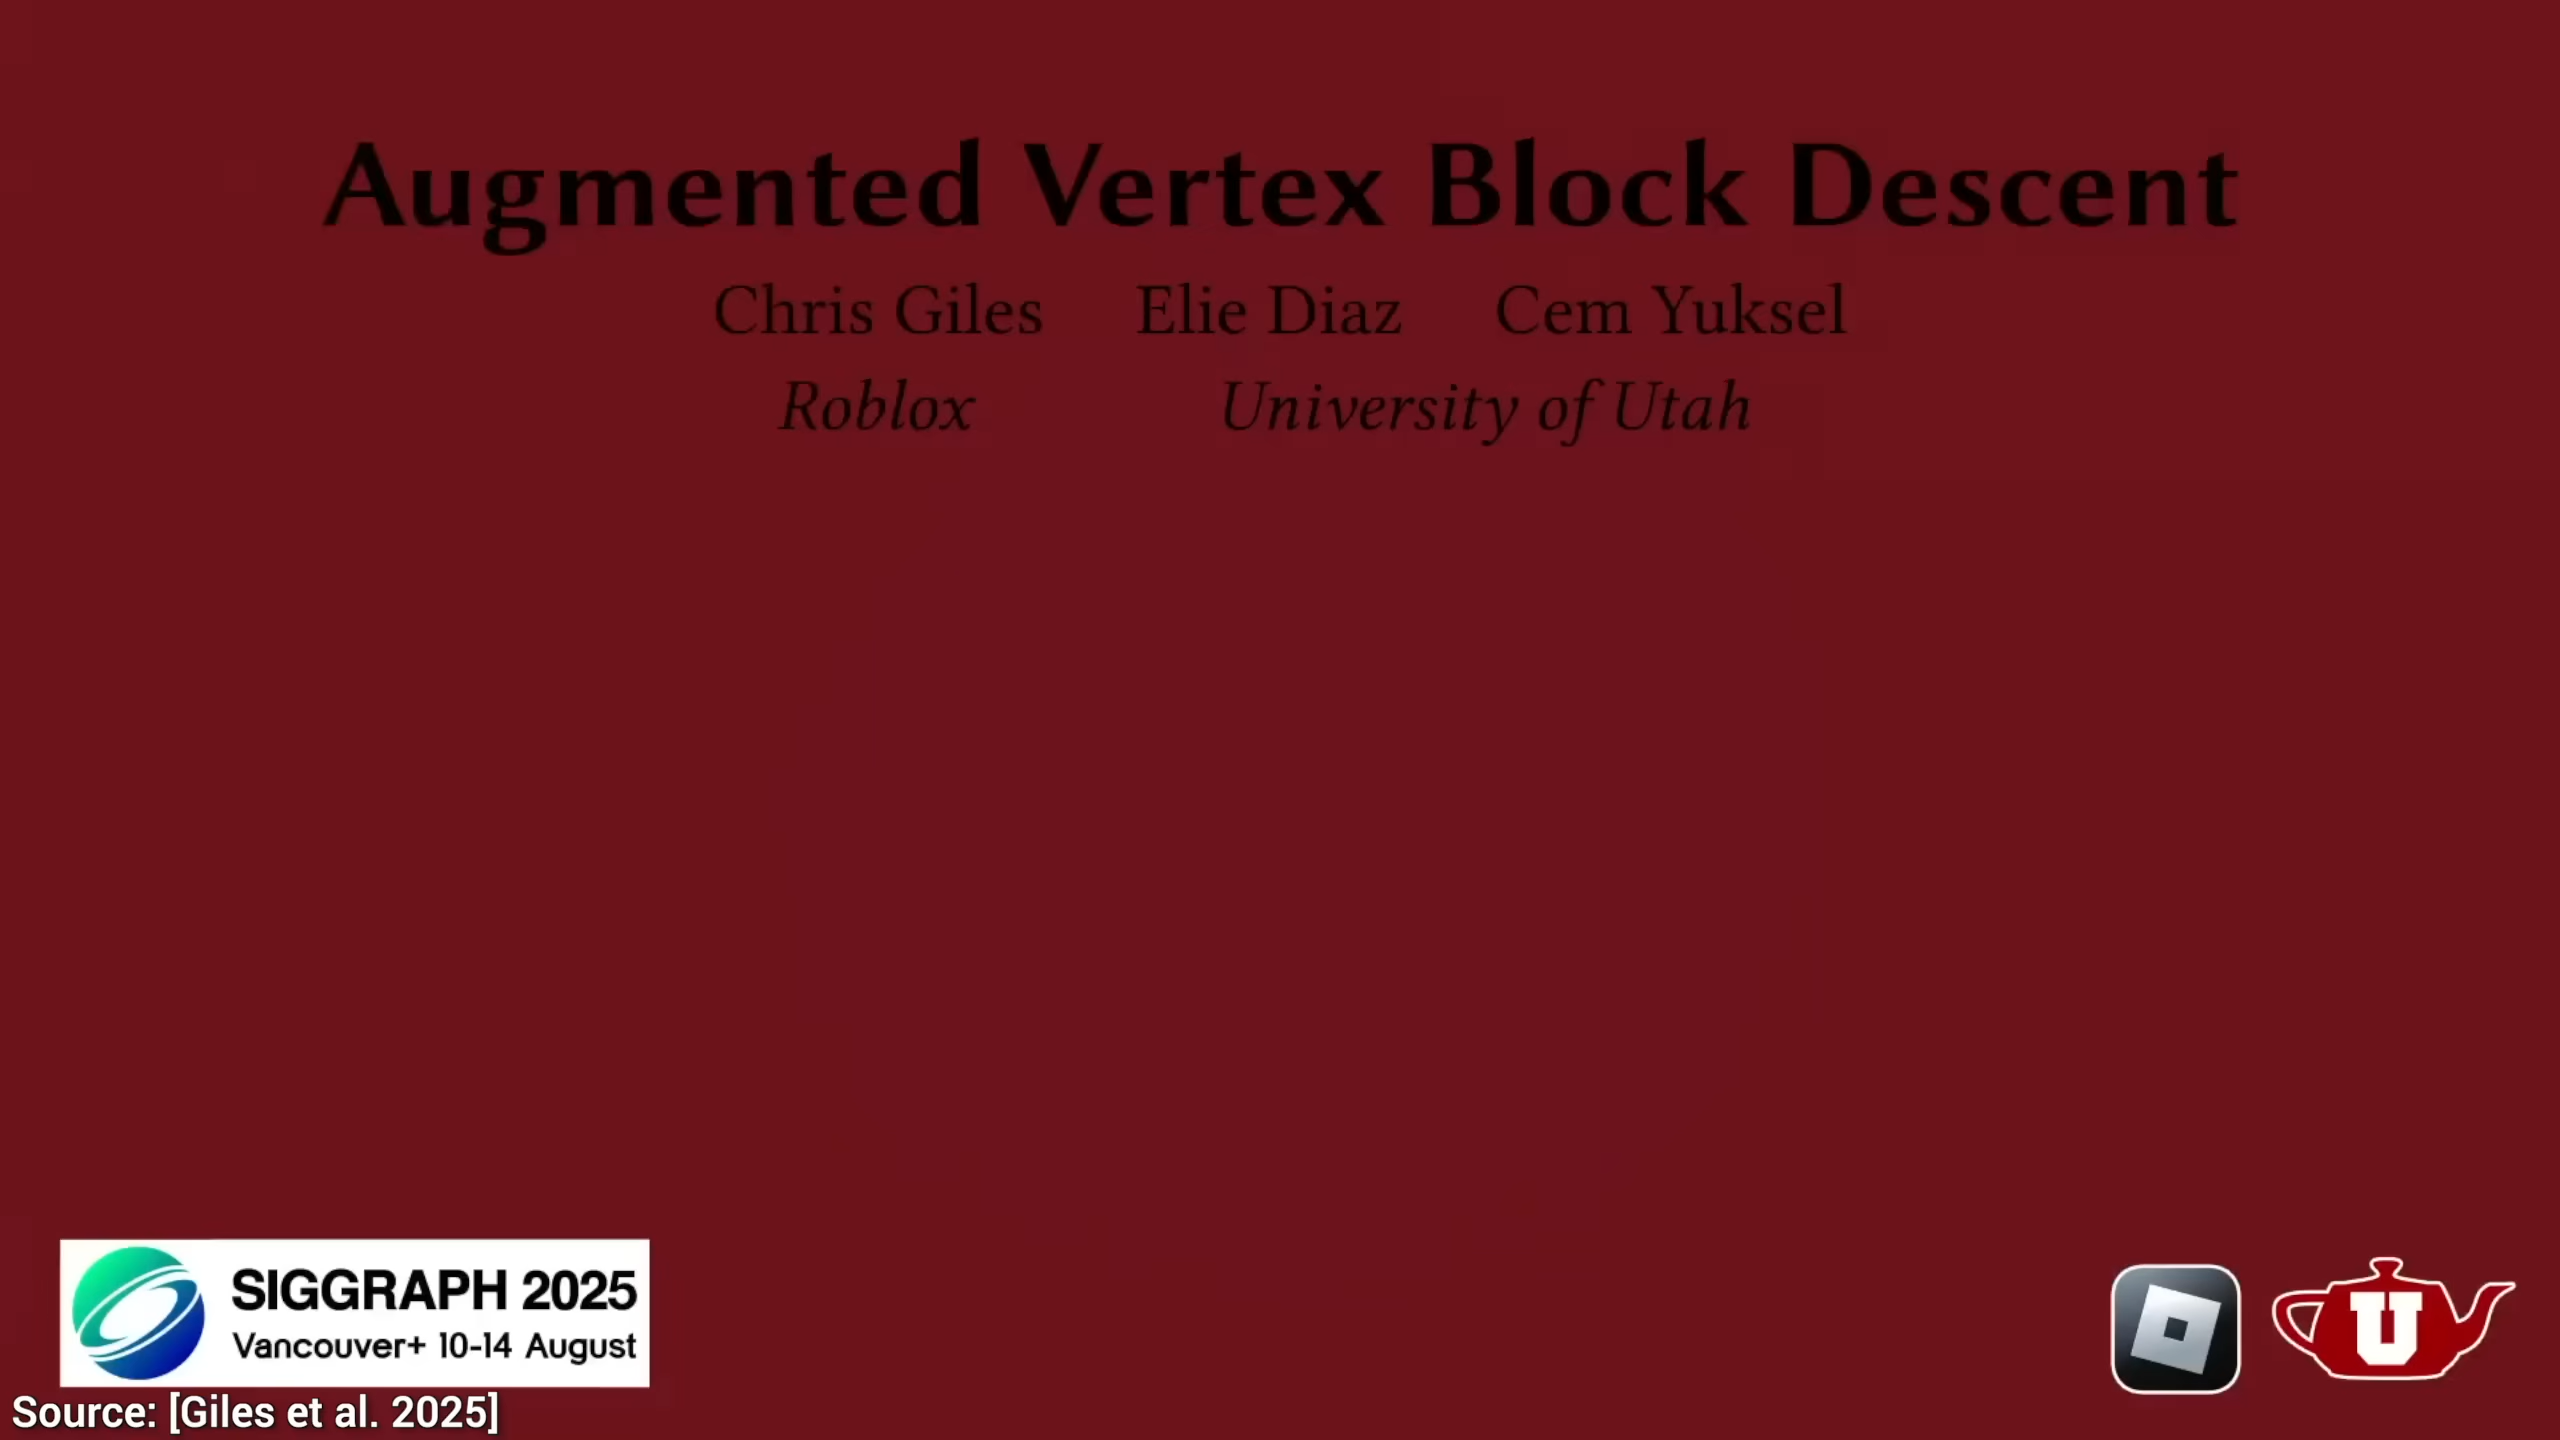 Augmented Vertex Block Descent
Chris Giles Elie Diaz Cem Yuksel
Roblox University of Utah
SIGGRAPH 2025
Vancouver+ 10-14 August
U
Source: [Giles et al. 2025]